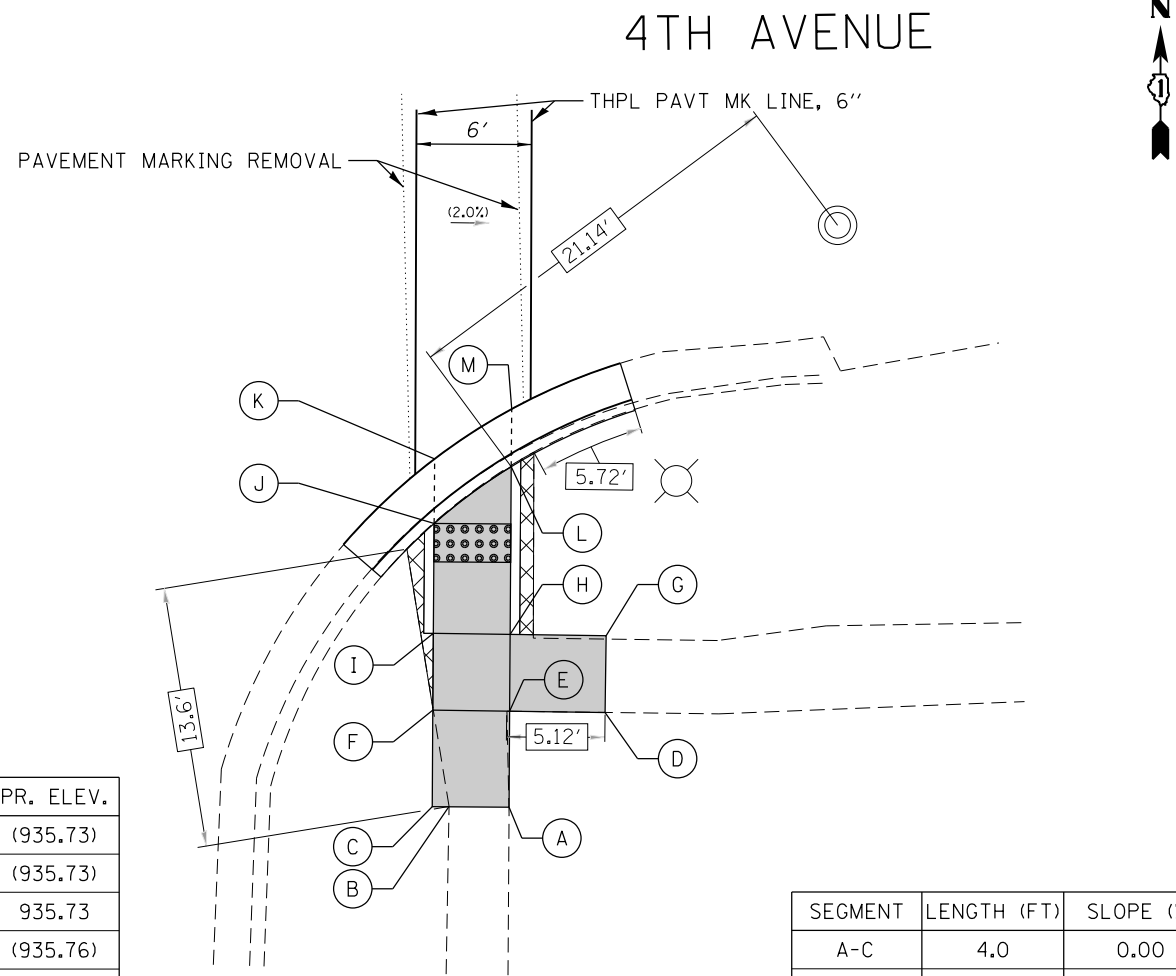 4TH AVENUE
N
1
THPL PAVT MK LINE, 6''
6'
PAVEMENT MARKING REMOVAL
(2.0%)
21.14'
M
K
J
5.72'
L
H
G
I
E
13.6'
F
5.12'
D
C
A
B
PR. ELEV.
(935.73)
(935.73)
935.73
(935.76)
SEGMENT LENGTH (FT) SLOPE (
A-C 4.0 0.00